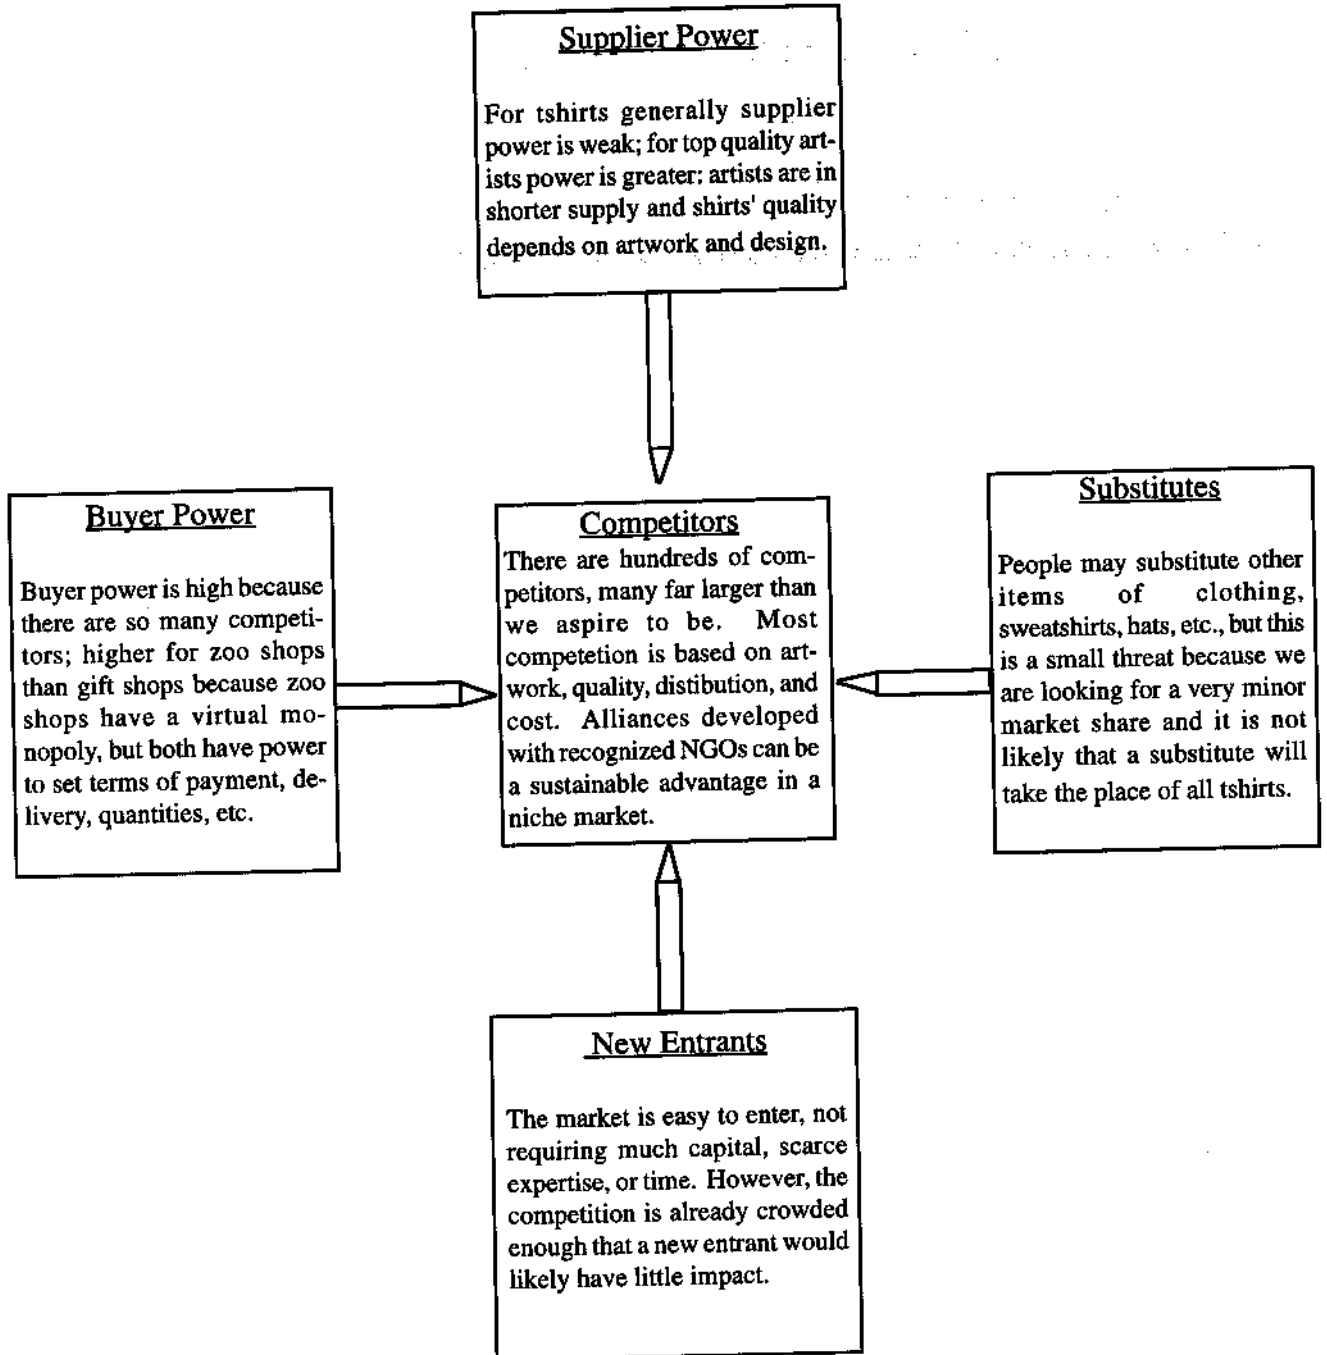 Supplier Power
For tshirts generally supplier
power is weak; for top quality art-
ists power is greater: artists are in
shorter supply and shirts' quality
depends on artwork and design.
Buyer Power
Buyer power is high because
there are so many competi-
tors; higher for zoo shops
than gift shops because zoo
shops have a virtual mo-
nopoly, but both have power
to set terms of payment, de-
livery, quantities, etc.
Competitors
There are hundreds of com-
petitors, many far larger than
we aspire to be. Most
competetion is based on art-
work, quality, distibution, and
cost. Alliances developed
with recognized NGOs can be
a sustainable advantage in a
niche market.
Substitutes
People may substitute other
items of clothing,
sweatshirts, hats, etc., but this
is a small threat because we
are looking for a very minor
market share and it is not
likely that a substitute will
take the place of all tshirts.
New Entrants
The market is easy to enter, not
requiring much capital, scarce
expertise, or time. However, the
competition is already crowded
enough that a new entrant would
likely have little impact.